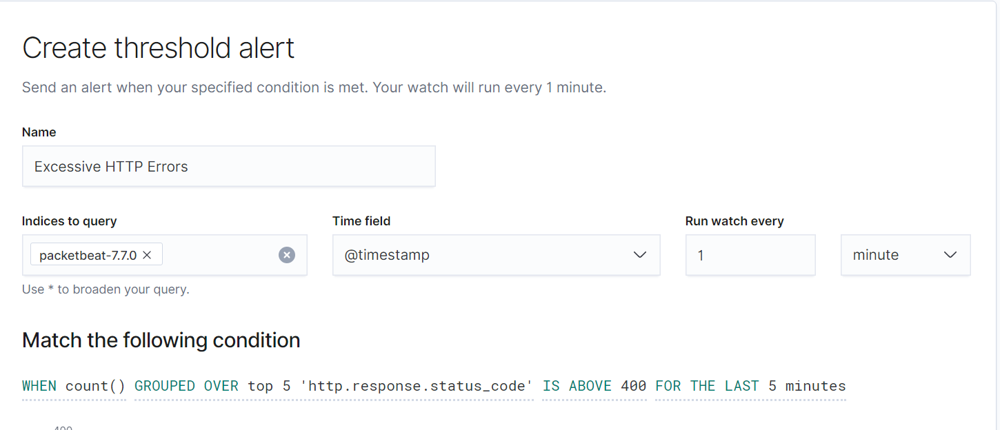 Create threshold alert
Send an alert when your specified condition is met. Your watch will run every 1 minute.
Name
Excessive HTTP Errors
Indices to query Time field Run watch every
packetbeat-7.7.0 @timestamp 1 minute
Use * to broaden your query.
Match the following condition
WHEN count() GROUPED OVER top 5 'http.response.status_code' IS ABOVE 400 FOR THE LAST 5 minutes
400